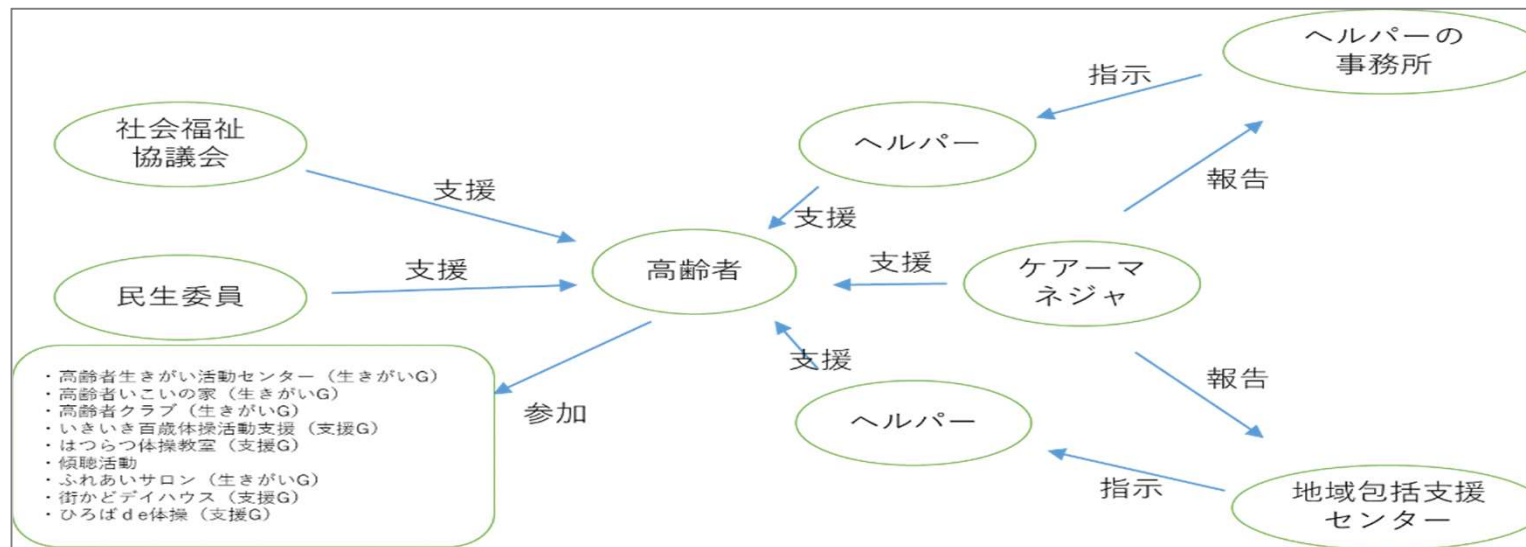 ヘルパーの
事務所
指示
社会福祉
協議会
ヘルパー
報告
支援
支援
支援
支援
高齢者
ケアーマ
ネジャ
民生委員
支援
報告
・高齢者生きがい活動センター（生きがいG）
・高齢者いこいの家（生きがいG）
・高齢者クラブ（生きがいG）
・いきいき百歳体操活動支援（支援G）
・はつらつ体操教室（支援G）
・傾聴活動
・ふれあいサロン（生きがいG）
・街かどデイハウス（支援G）
・ひろばｄｅ体操（支援G）
参加
ヘルパー
指示
地域包括支援
センター